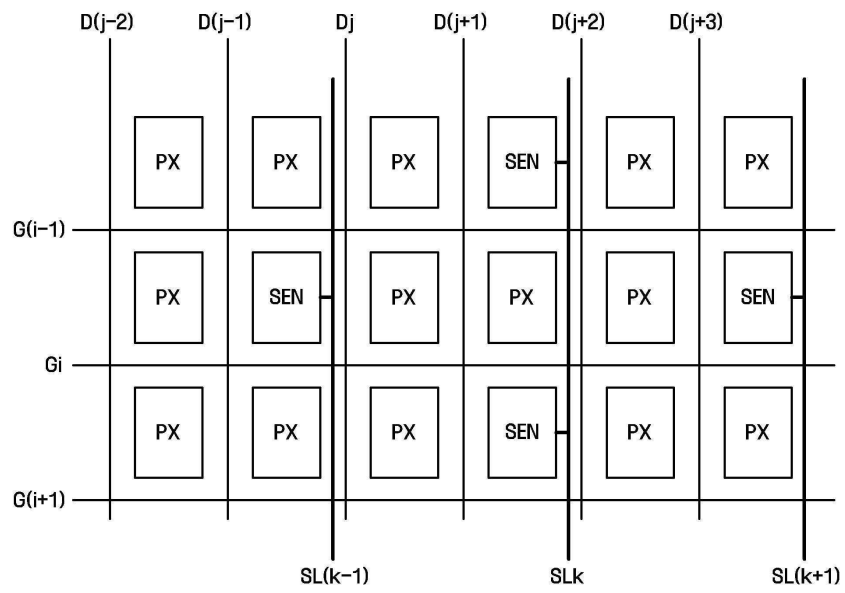 D(j-2) D(j-1) Dj D(j+1) D(j+2) D(j+3)
PX PX PX SEN PX PX
G(i-1)
PX SEN PX PX PX SEN
Gi
PX PX PX SEN PX PX
G(i+1)
SL(k-1) SLk SL(k+1)